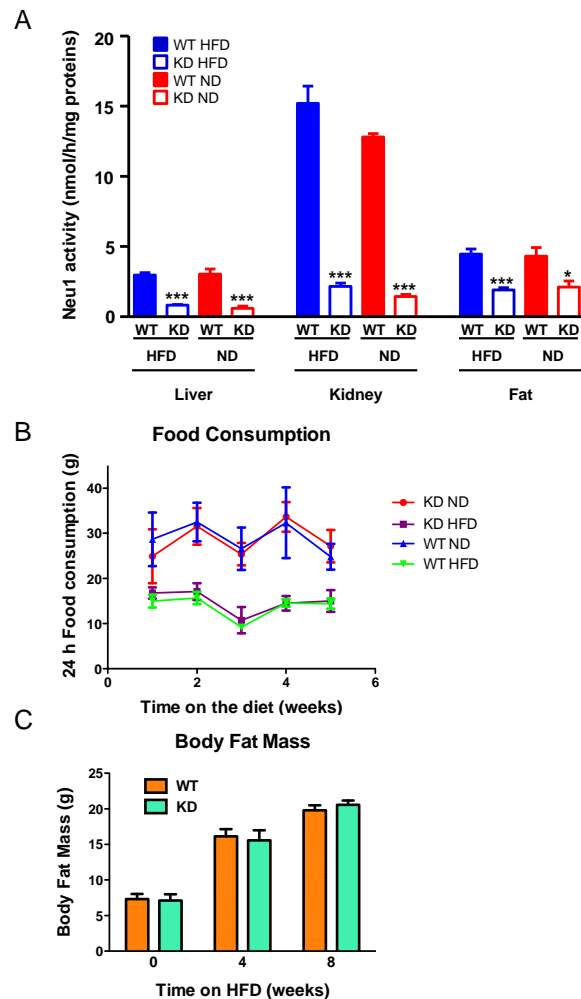 A
20
15
10
5
0
Neu1 activity (nmol/h/mg proteins)
WT HFD
KD HFD
WT ND
KD ND
*** *** *** *** *** *
WT KD WT KD WT KD WT KD WT KD WT KD
HFD ND HFD ND HFD ND
Liver Kidney Fat
B
Food Consumption
24 h Food consumption (g)
40
30
20
10
0
0 2 4 6
Time on the diet (weeks)
KD ND
KD HFD
WT ND
WT HFD
C
Body Fat Mass
Body Fat Mass (g)
25
20
15
10
5
0
WT
KD
0 4 8
Time on HFD (weeks)